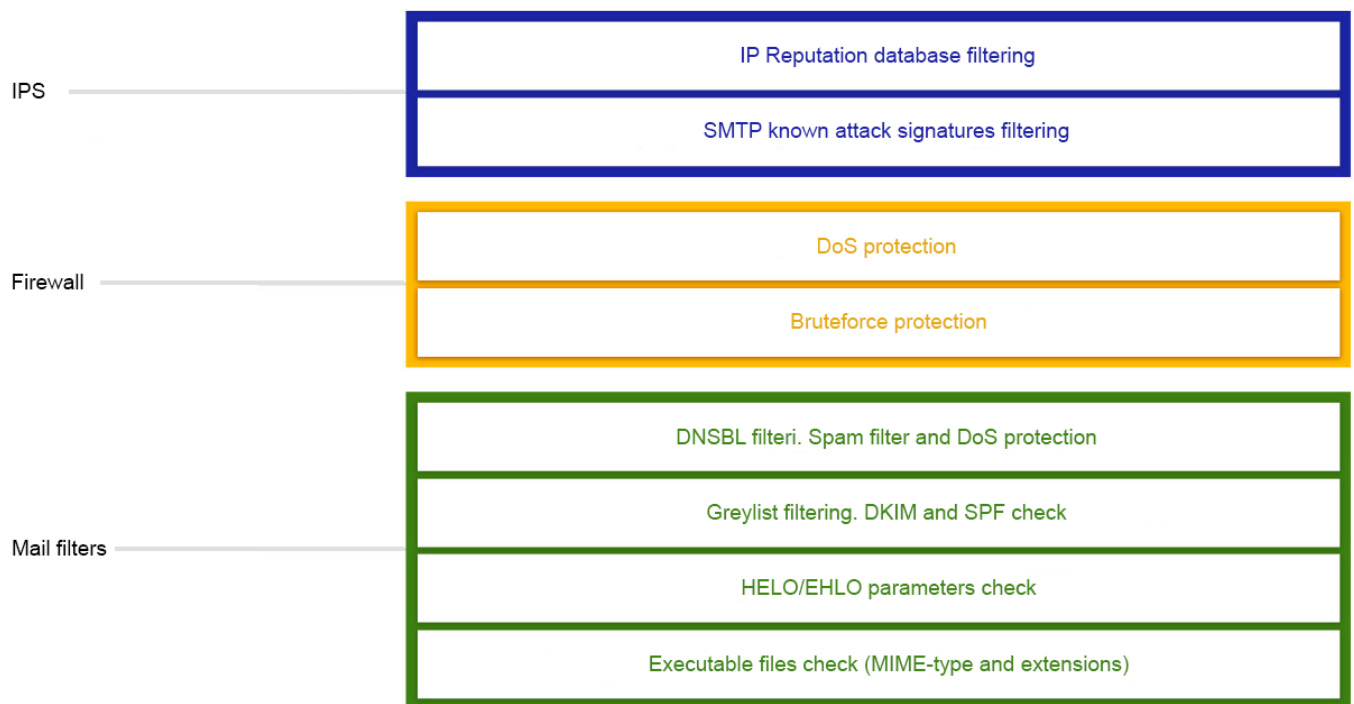 IP Reputation database filtering
IPS
SMTP known attack signatures filtering
DoS protection
Firewall
Bruteforce protection
DNSBL filteri. Spam filter and DoS protection
Greylist filtering. DKIM and SPF check
Mail filters
HELO/EHLO parameters check
Executable files check (MIME-type and extensions)